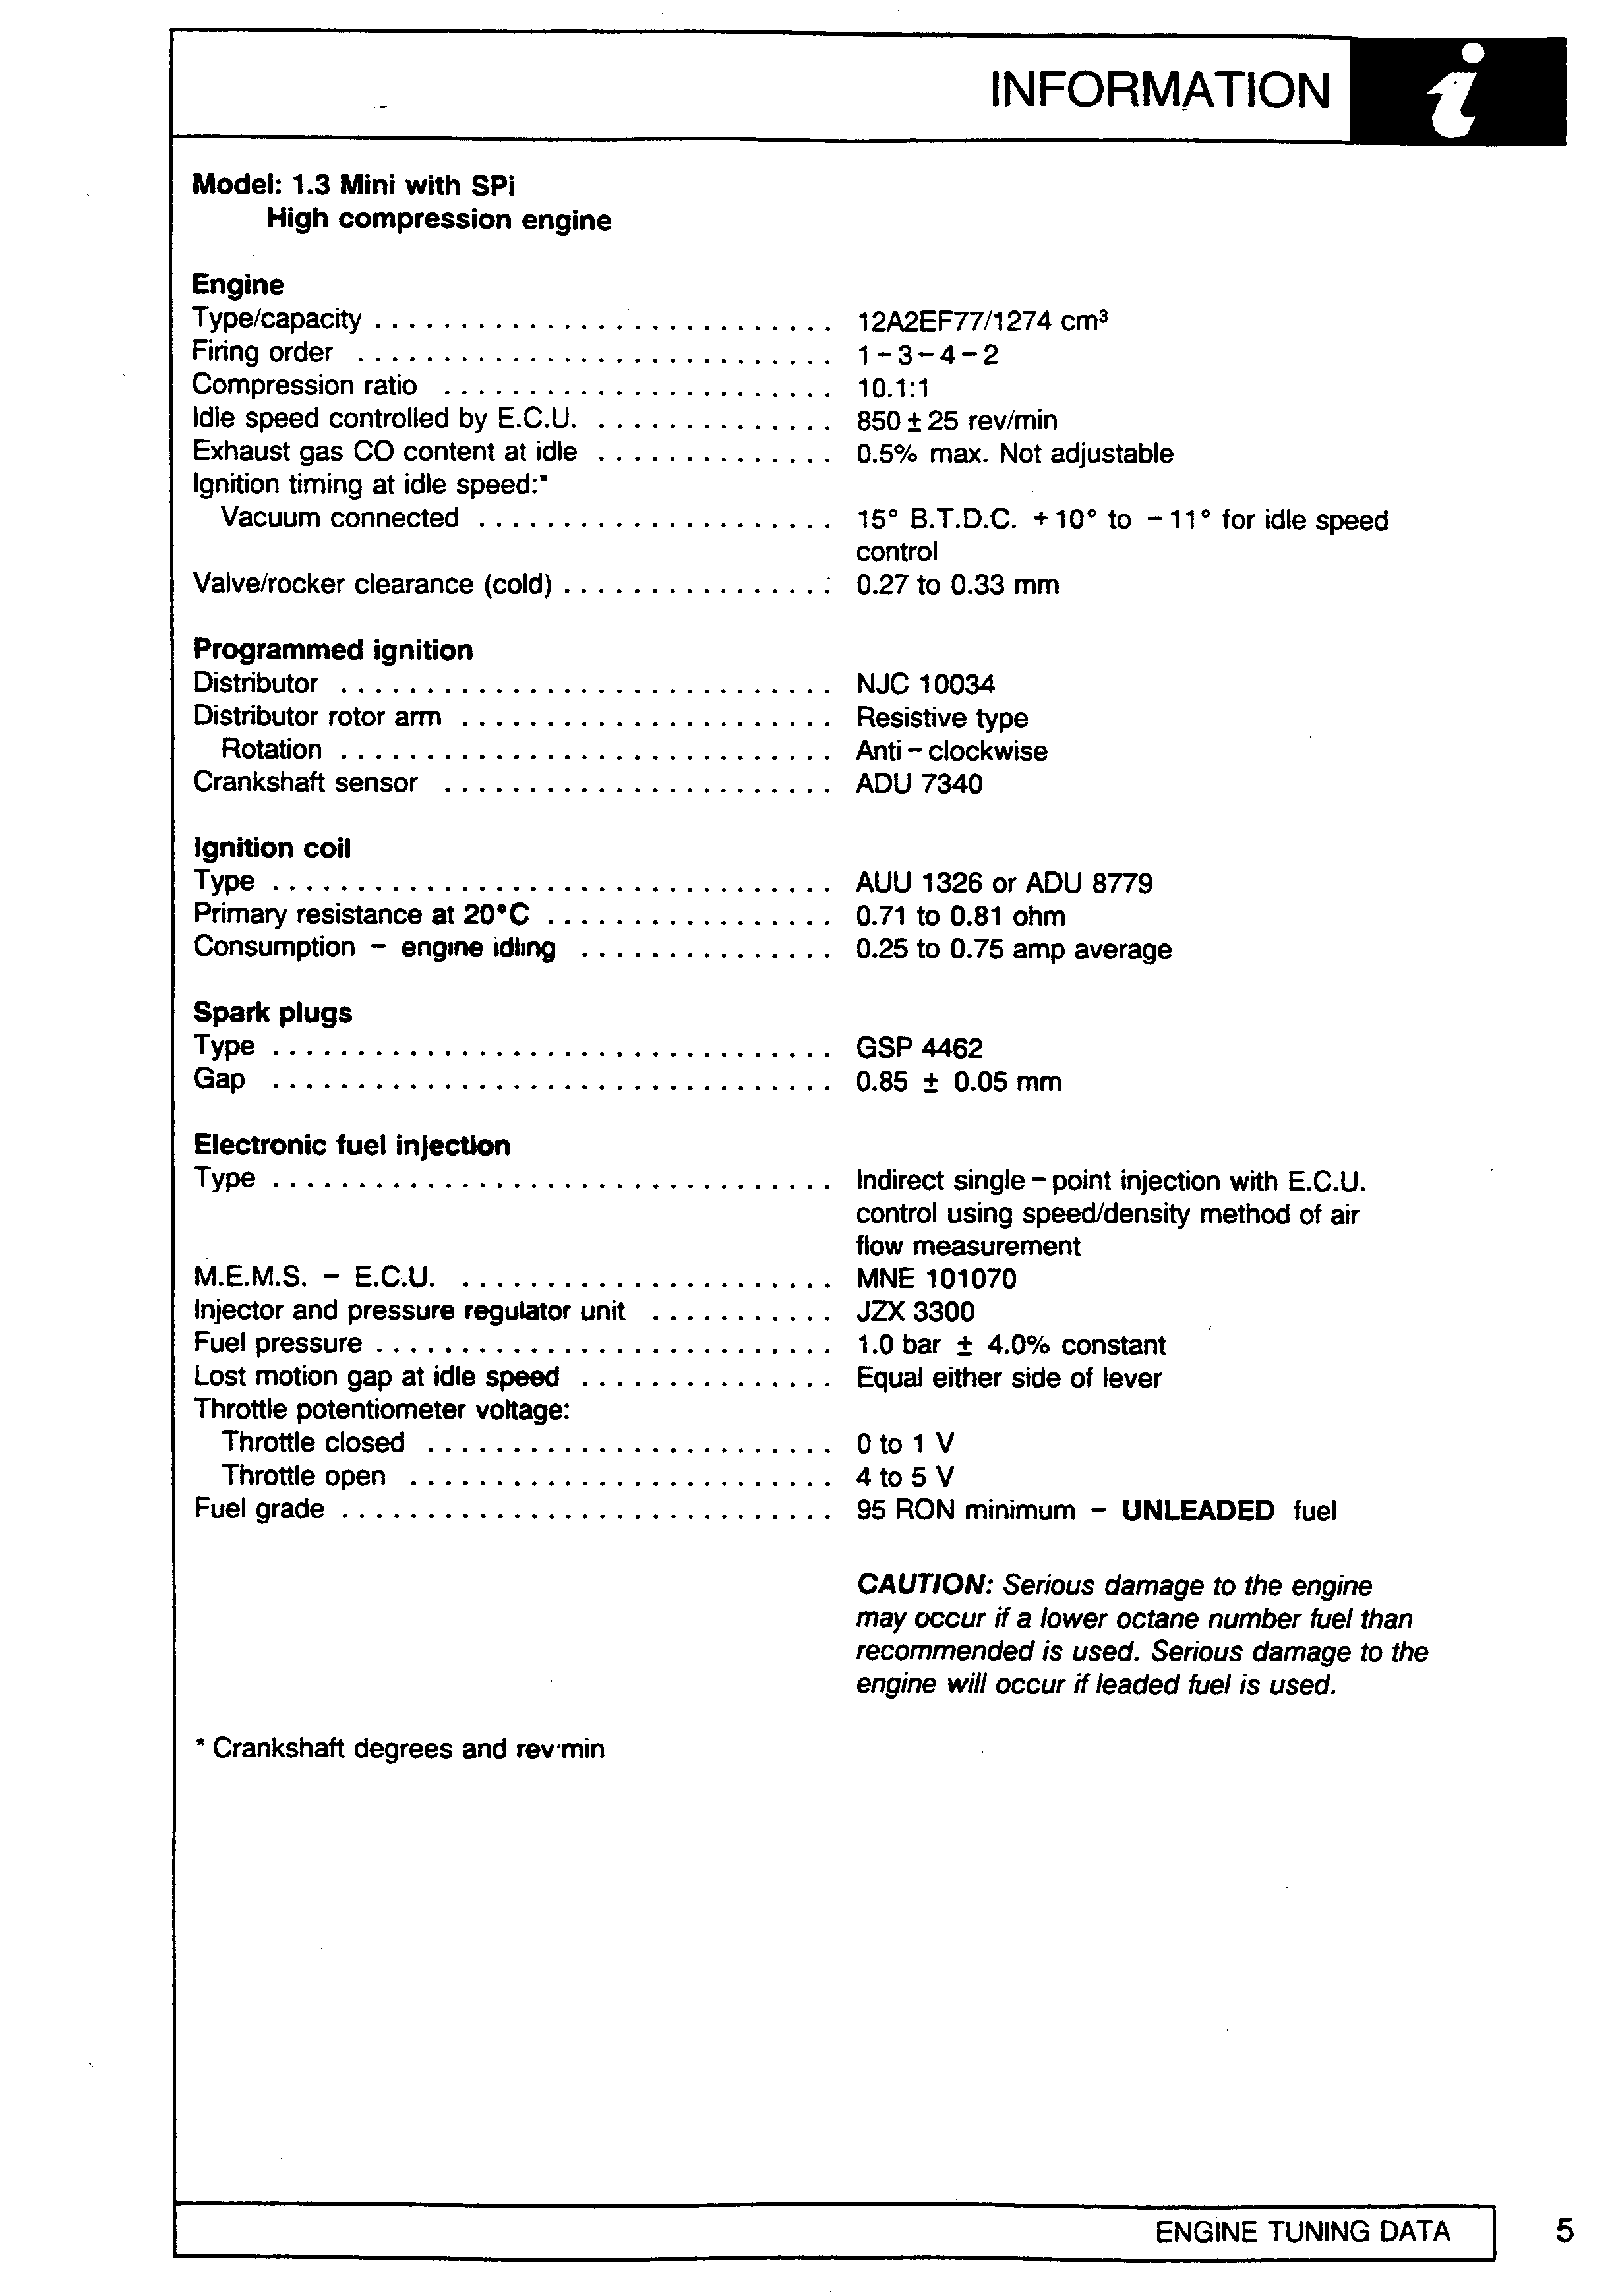 INFORMATION i
Model: 1.3 Mini with SPi
High compression engine
Engine
Type/capacity . . . . . . . . . . . . . . . . . . . . . . . . . . . 12A2EF77/1274 cm³
Firing order . . . . . . . . . . . . . . . . . . . . . . . . . . . . 1-3-4-2
Compression ratio . . . . . . . . . . . . . . . . . . . . . . . 10.1:1
Idle speed controlled by E.C.U. . . . . . . . . . . . . . . . 850 ± 25 rev/min
Exhaust gas CO content at idle . . . . . . . . . . . . . . 0.5% max. Not adjustable
Ignition timing at idle speed:*
Vacuum connected . . . . . . . . . . . . . . . . . . . . . 15° B.T.D.C. +10° to -11° for idle speed
control
Valve/rocker clearance (cold) . . . . . . . . . . . . . . . . 0.27 to 0.33 mm
Programmed ignition
Distributor . . . . . . . . . . . . . . . . . . . . . . . . . . . . . NJC 10034
Distributor rotor arm . . . . . . . . . . . . . . . . . . . . . . Resistive type
Rotation . . . . . . . . . . . . . . . . . . . . . . . . . . . . . Anti-clockwise
Crankshaft sensor . . . . . . . . . . . . . . . . . . . . . . . ADU 7340
Ignition coil
Type . . . . . . . . . . . . . . . . . . . . . . . . . . . . . . . . . AUU 1326 or ADU 8779
Primary resistance at 20°C . . . . . . . . . . . . . . . . . 0.71 to 0.81 ohm
Consumption - engine idling . . . . . . . . . . . . . . . 0.25 to 0.75 amp average
Spark plugs
Type . . . . . . . . . . . . . . . . . . . . . . . . . . . . . . . . . GSP 4462
Gap . . . . . . . . . . . . . . . . . . . . . . . . . . . . . . . . . 0.85 ± 0.05 mm
Electronic fuel injection
Type . . . . . . . . . . . . . . . . . . . . . . . . . . . . . . . . . Indirect single-point injection with E.C.U.
control using speed/density method of air
flow measurement
M.E.M.S. - E.C.U. . . . . . . . . . . . . . . . . . . . . . . . MNE 101070
Injector and pressure regulator unit . . . . . . . . . . . JZX 3300
Fuel pressure . . . . . . . . . . . . . . . . . . . . . . . . . . . 1.0 bar ± 4.0% constant
Lost motion gap at idle speed . . . . . . . . . . . . . . . Equal either side of lever
Throttle potentiometer voltage:
Throttle closed . . . . . . . . . . . . . . . . . . . . . . . . 0 to 1 V
Throttle open . . . . . . . . . . . . . . . . . . . . . . . . . 4 to 5 V
Fuel grade . . . . . . . . . . . . . . . . . . . . . . . . . . . . . 95 RON minimum - UNLEADED fuel
CAUTION: Serious damage to the engine
may occur if a lower octane number fuel than
recommended is used. Serious damage to the
engine will occur if leaded fuel is used.
* Crankshaft degrees and rev/min
ENGINE TUNING DATA 5